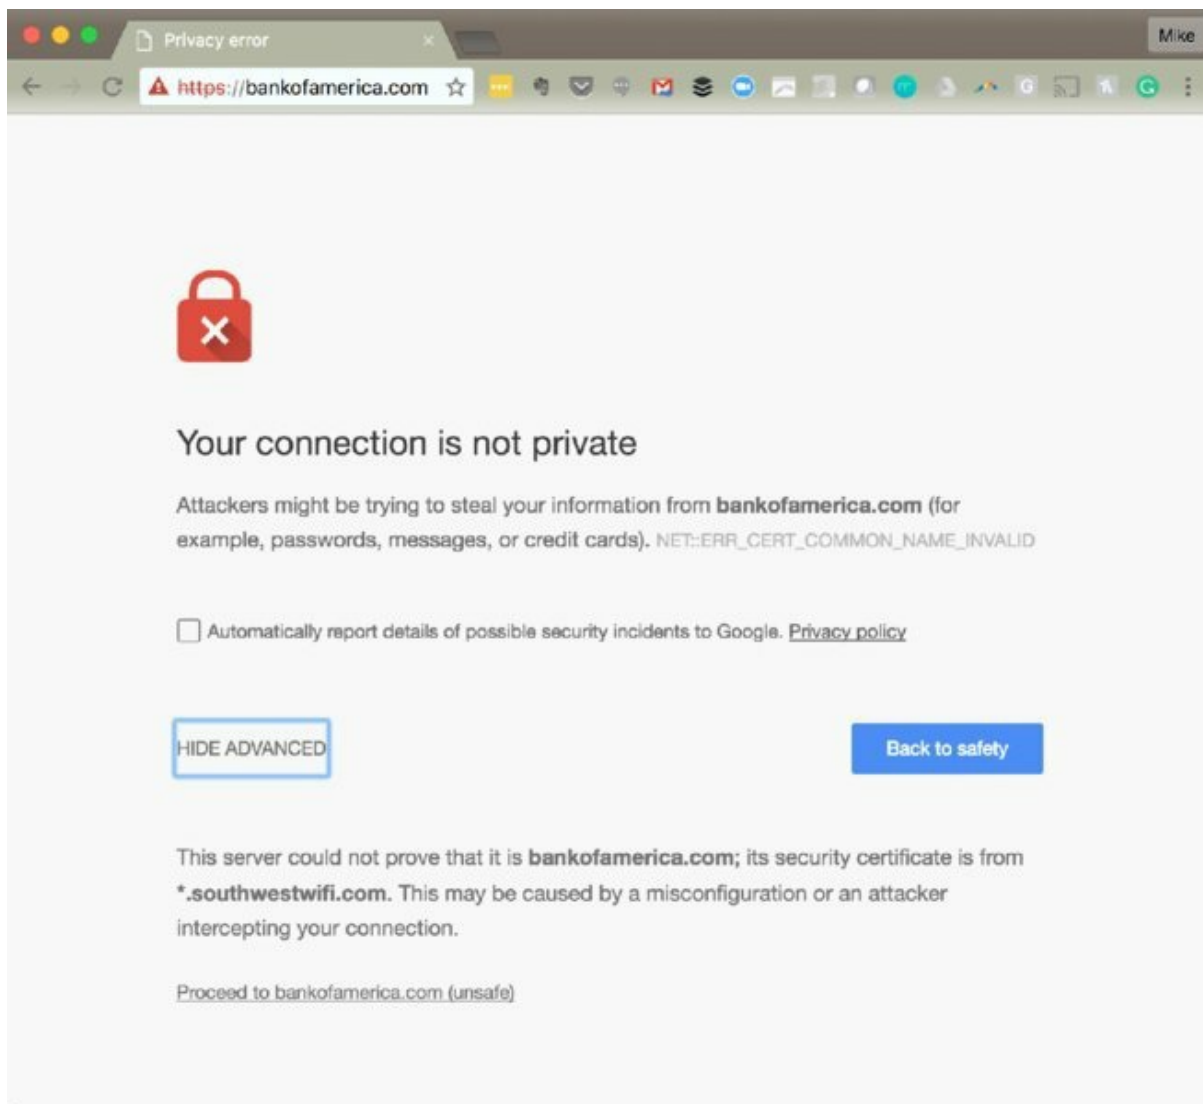 Privacy error
Mike
https://bankofamerica.com
Your connection is not private
Attackers might be trying to steal your information from bankofamerica.com (for
example, passwords, messages, or credit cards). NET::ERR_CERT_COMMON_NAME_INVALID
Automatically report details of possible security incidents to Google. Privacy policy
HIDE ADVANCED
Back to safety
This server could not prove that it is bankofamerica.com; its security certificate is from
*.southwestwifi.com. This may be caused by a misconfiguration or an attacker
intercepting your connection.
Proceed to bankofamerica.com (unsafe)